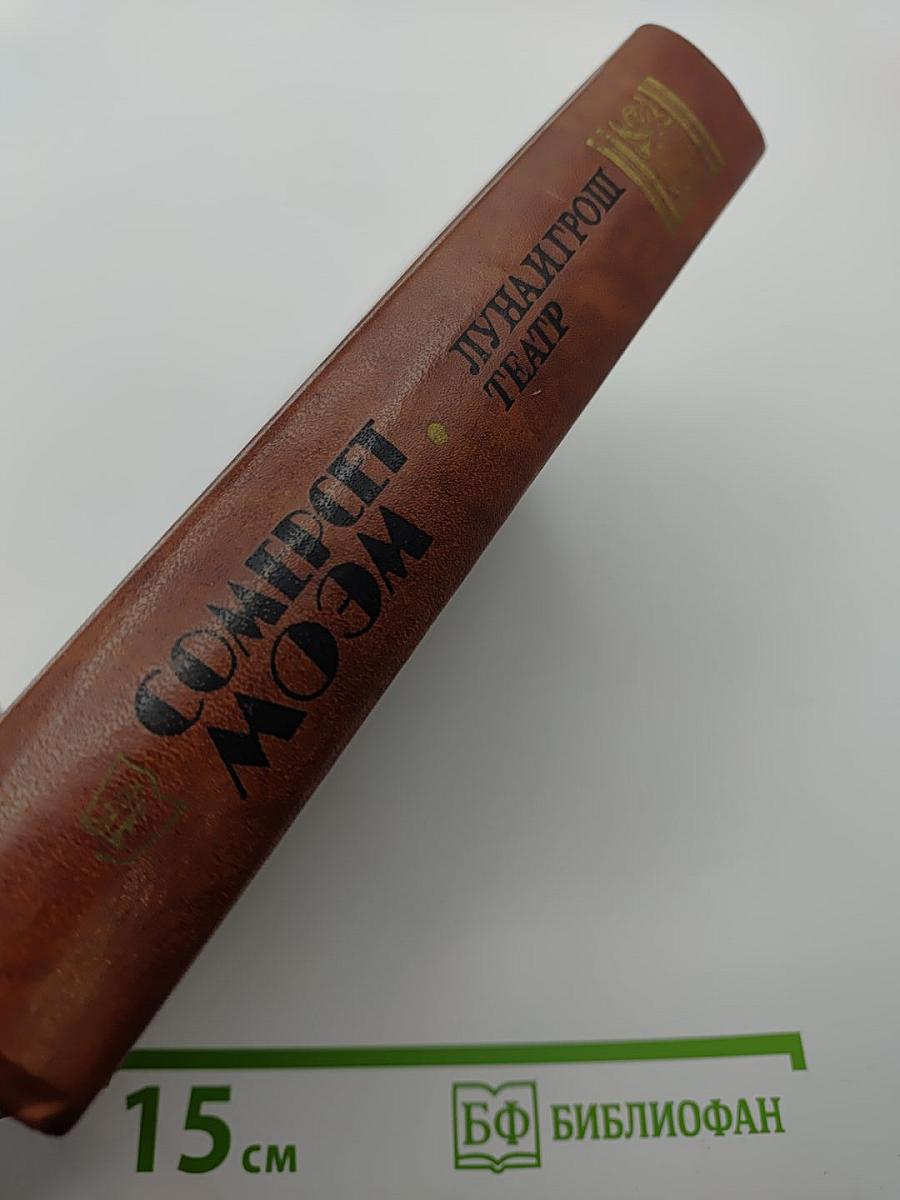 СОМЕРСЕТ
МОЭМ
ЛУНА И ГРОШ
ТЕАТР
15 см
БФ БИБЛИОФАН